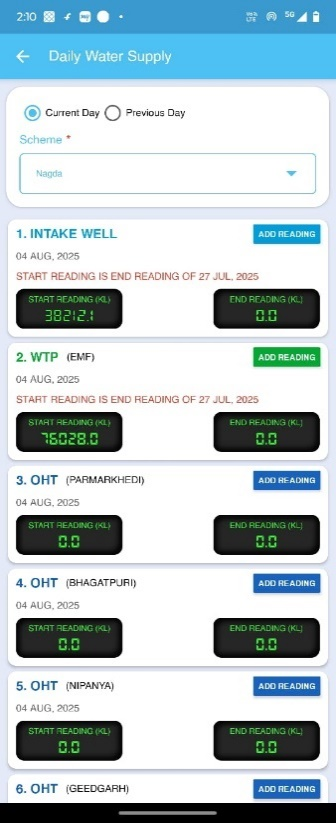 2:10
5G
Daily Water Supply
Current Day Previous Day
Scheme *
Nagda
1. INTAKE WELL ADD READING
04 AUG, 2025
START READING IS END READING OF 27 JUL, 2025
START READING (KL) END READING (KL)
38212.1 0.0
2. WTP (EMF) ADD READING
04 AUG, 2025
START READING IS END READING OF 27 JUL, 2025
START READING (KL) END READING (KL)
76028.0 0.0
3. OHT (PARMARKHEDI) ADD READING
04 AUG, 2025
START READING (KL) END READING (KL)
0.0 0.0
4. OHT (BHAGATPURI) ADD READING
04 AUG, 2025
START READING (KL) END READING (KL)
0.0 0.0
5. OHT (NIPANYA) ADD READING
04 AUG, 2025
START READING (KL) END READING (KL)
0.0 0.0
6. OHT (GEEDGARH) ADD READING